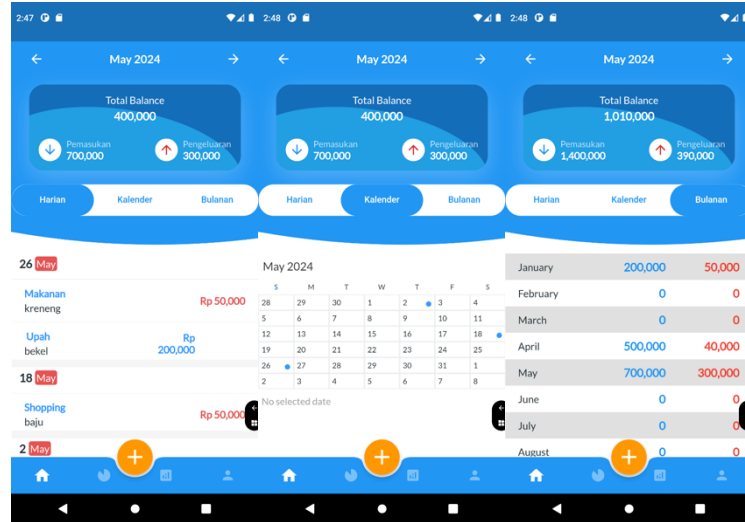 2:47
May 2024
Total Balance
400,000
Pemasukan
700,000
Pengeluaran
300,000
Harian Kalender Bulanan
26 May
Makanan
kreneng
Rp 50,000
Upah
bekel
Rp
200,000
18 May
Shopping
baju
Rp 50,000
2 May
2:48
May 2024
Total Balance
400,000
Pemasukan
700,000
Pengeluaran
300,000
Harian Kalender Bulanan
May 2024
S M T W T F S
28 29 30 1 2 3 4
5 6 7 8 9 10 11
12 13 14 15 16 17 18
19 20 21 22 23 24 25
26 27 28 29 30 31 1
2 3 4 5 6 7 8
No selected date
2:48
May 2024
Total Balance
1,010,000
Pemasukan
1,400,000
Pengeluaran
390,000
Harian Kalender Bulanan
January 200,000 50,000
February 0 0
March 0 0
April 500,000 40,000
May 700,000 300,000
June 0 0
July 0 0
August 0 0